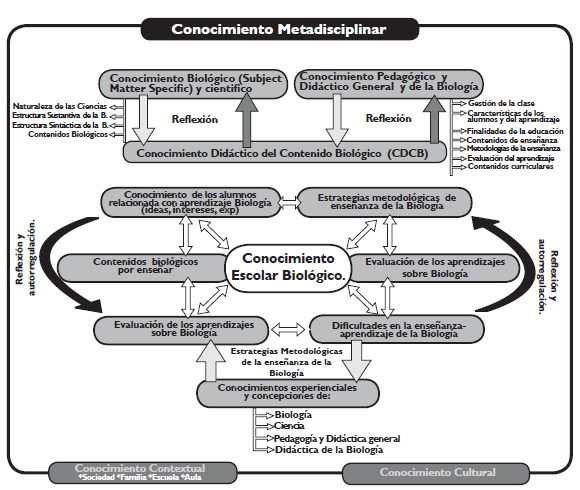 Conocimiento Metadisciplinar
Conocimiento Biológico (Subject
Matter Specific) y cientifico
Conocimiento Pedagógico y
Didáctico General y de la Biología
Naturaleza de las Ciencias
Estructura Sustantiva de la B.
Estructura Sintáctica de la B.
Contenidos Biológicos
Reflexión
Reflexión
Gestión de la clase
Características de los
alumnos y del aprendizaje
Finalidades de la educación
Contenidos de enseñanza
Metodologías de la enseñanza
Evaluación del aprendizaje
Contenidos curriculares
Conocimiento Didáctico del Contenido Biológico (CDCB)
Conocimiento de los alumnos
relacionada con aprendizaje Biología
(ideas, intereses, exp)
Estrategias metodológicas de
enseñanza de la Biología
Reflexión y
autorregulación.
Contenidos biológicos
por enseñar
Conocimiento
Escolar Biológico.
Evaluación de los aprendizajes
sobre Biología
Reflexión y
autorregulación.
Evaluación de los aprendizajes
sobre Biología
Dificultades en la enseñanza-
aprendizaje de la Biología
Estrategias Metodológicas
de la enseñanza de la
Biología
Conocimientos experienciales
y concepciones de:
Biología
Ciencia
Pedagogía y Didáctica general
Didáctica de la Biología
Conocimiento Contextual
*Sociedad *Familia *Escuela *Aula
Conocimiento Cultural